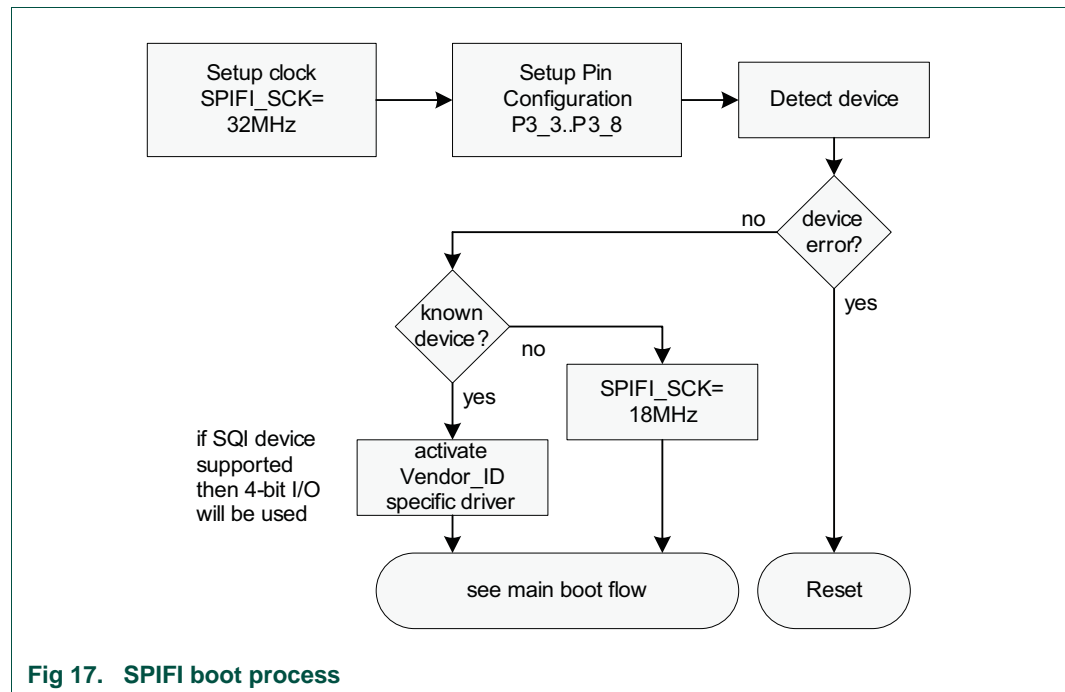 Setup clock
SPIFI_SCK=
32MHz
Setup Pin
Configuration
P3_3..P3_8
Detect device
no
device
error?
yes
known
device?
no
yes
SPIFI_SCK=
18MHz
if SQI device
supported
then 4-bit I/O
will be used
activate
Vendor_ID
specific driver
see main boot flow
Reset
Fig 17. SPIFI boot process